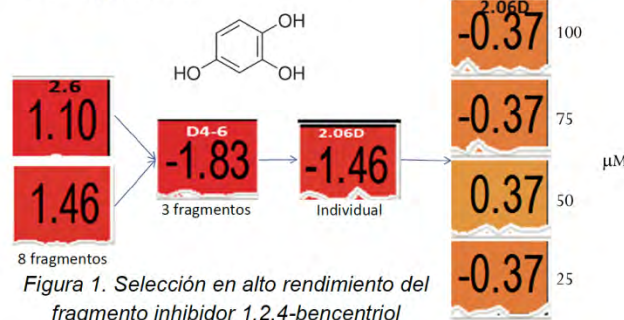 OH
HO
OH
2.6
1.10
1.46
8 fragmentos
D4-6
-1.83
3 fragmentos
2.06D
-1.46
Individual
2.06D
-0.37
100
-0.37
75
0.37
50
-0.37
25
µM
Figura 1. Selección en alto rendimiento del
fragmento inhibidor 1,2,4-bencentriol